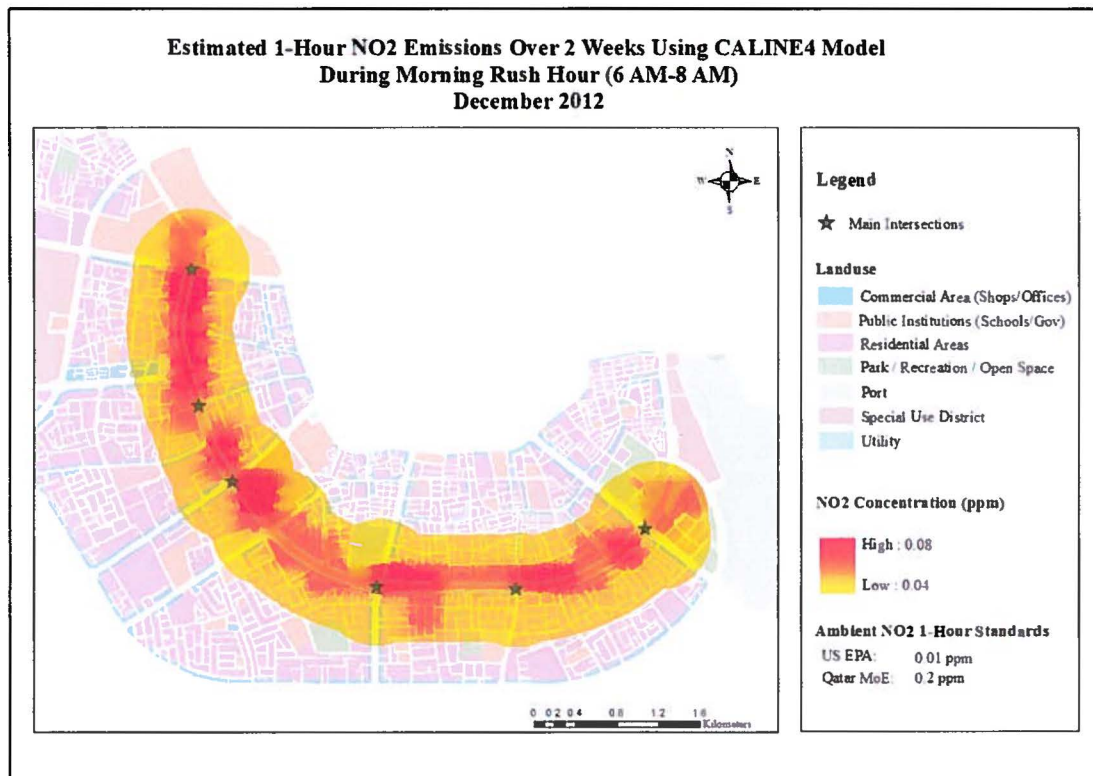 Estimated 1-Hour NO2 Emissions Over 2 Weeks Using CALINE4 Model
During Morning Rush Hour (6 AM-8 AM)
December 2012
N
W E
S
Legend
Main Intersections
Landuse
Commercial Area (Shops/Offices)
Public Institutions (Schools/Gov)
Residential Areas
Park / Recreation / Open Space
Port
Special Use District
Utility
NO2 Concentration (ppm)
High : 0.08
Low : 0.04
Ambient NO2 1-Hour Standards
US EPA: 0.01 ppm
Qatar MoE: 0.2 ppm
0 0.2 0.4 0.8 1.2 1.6
Kilometers